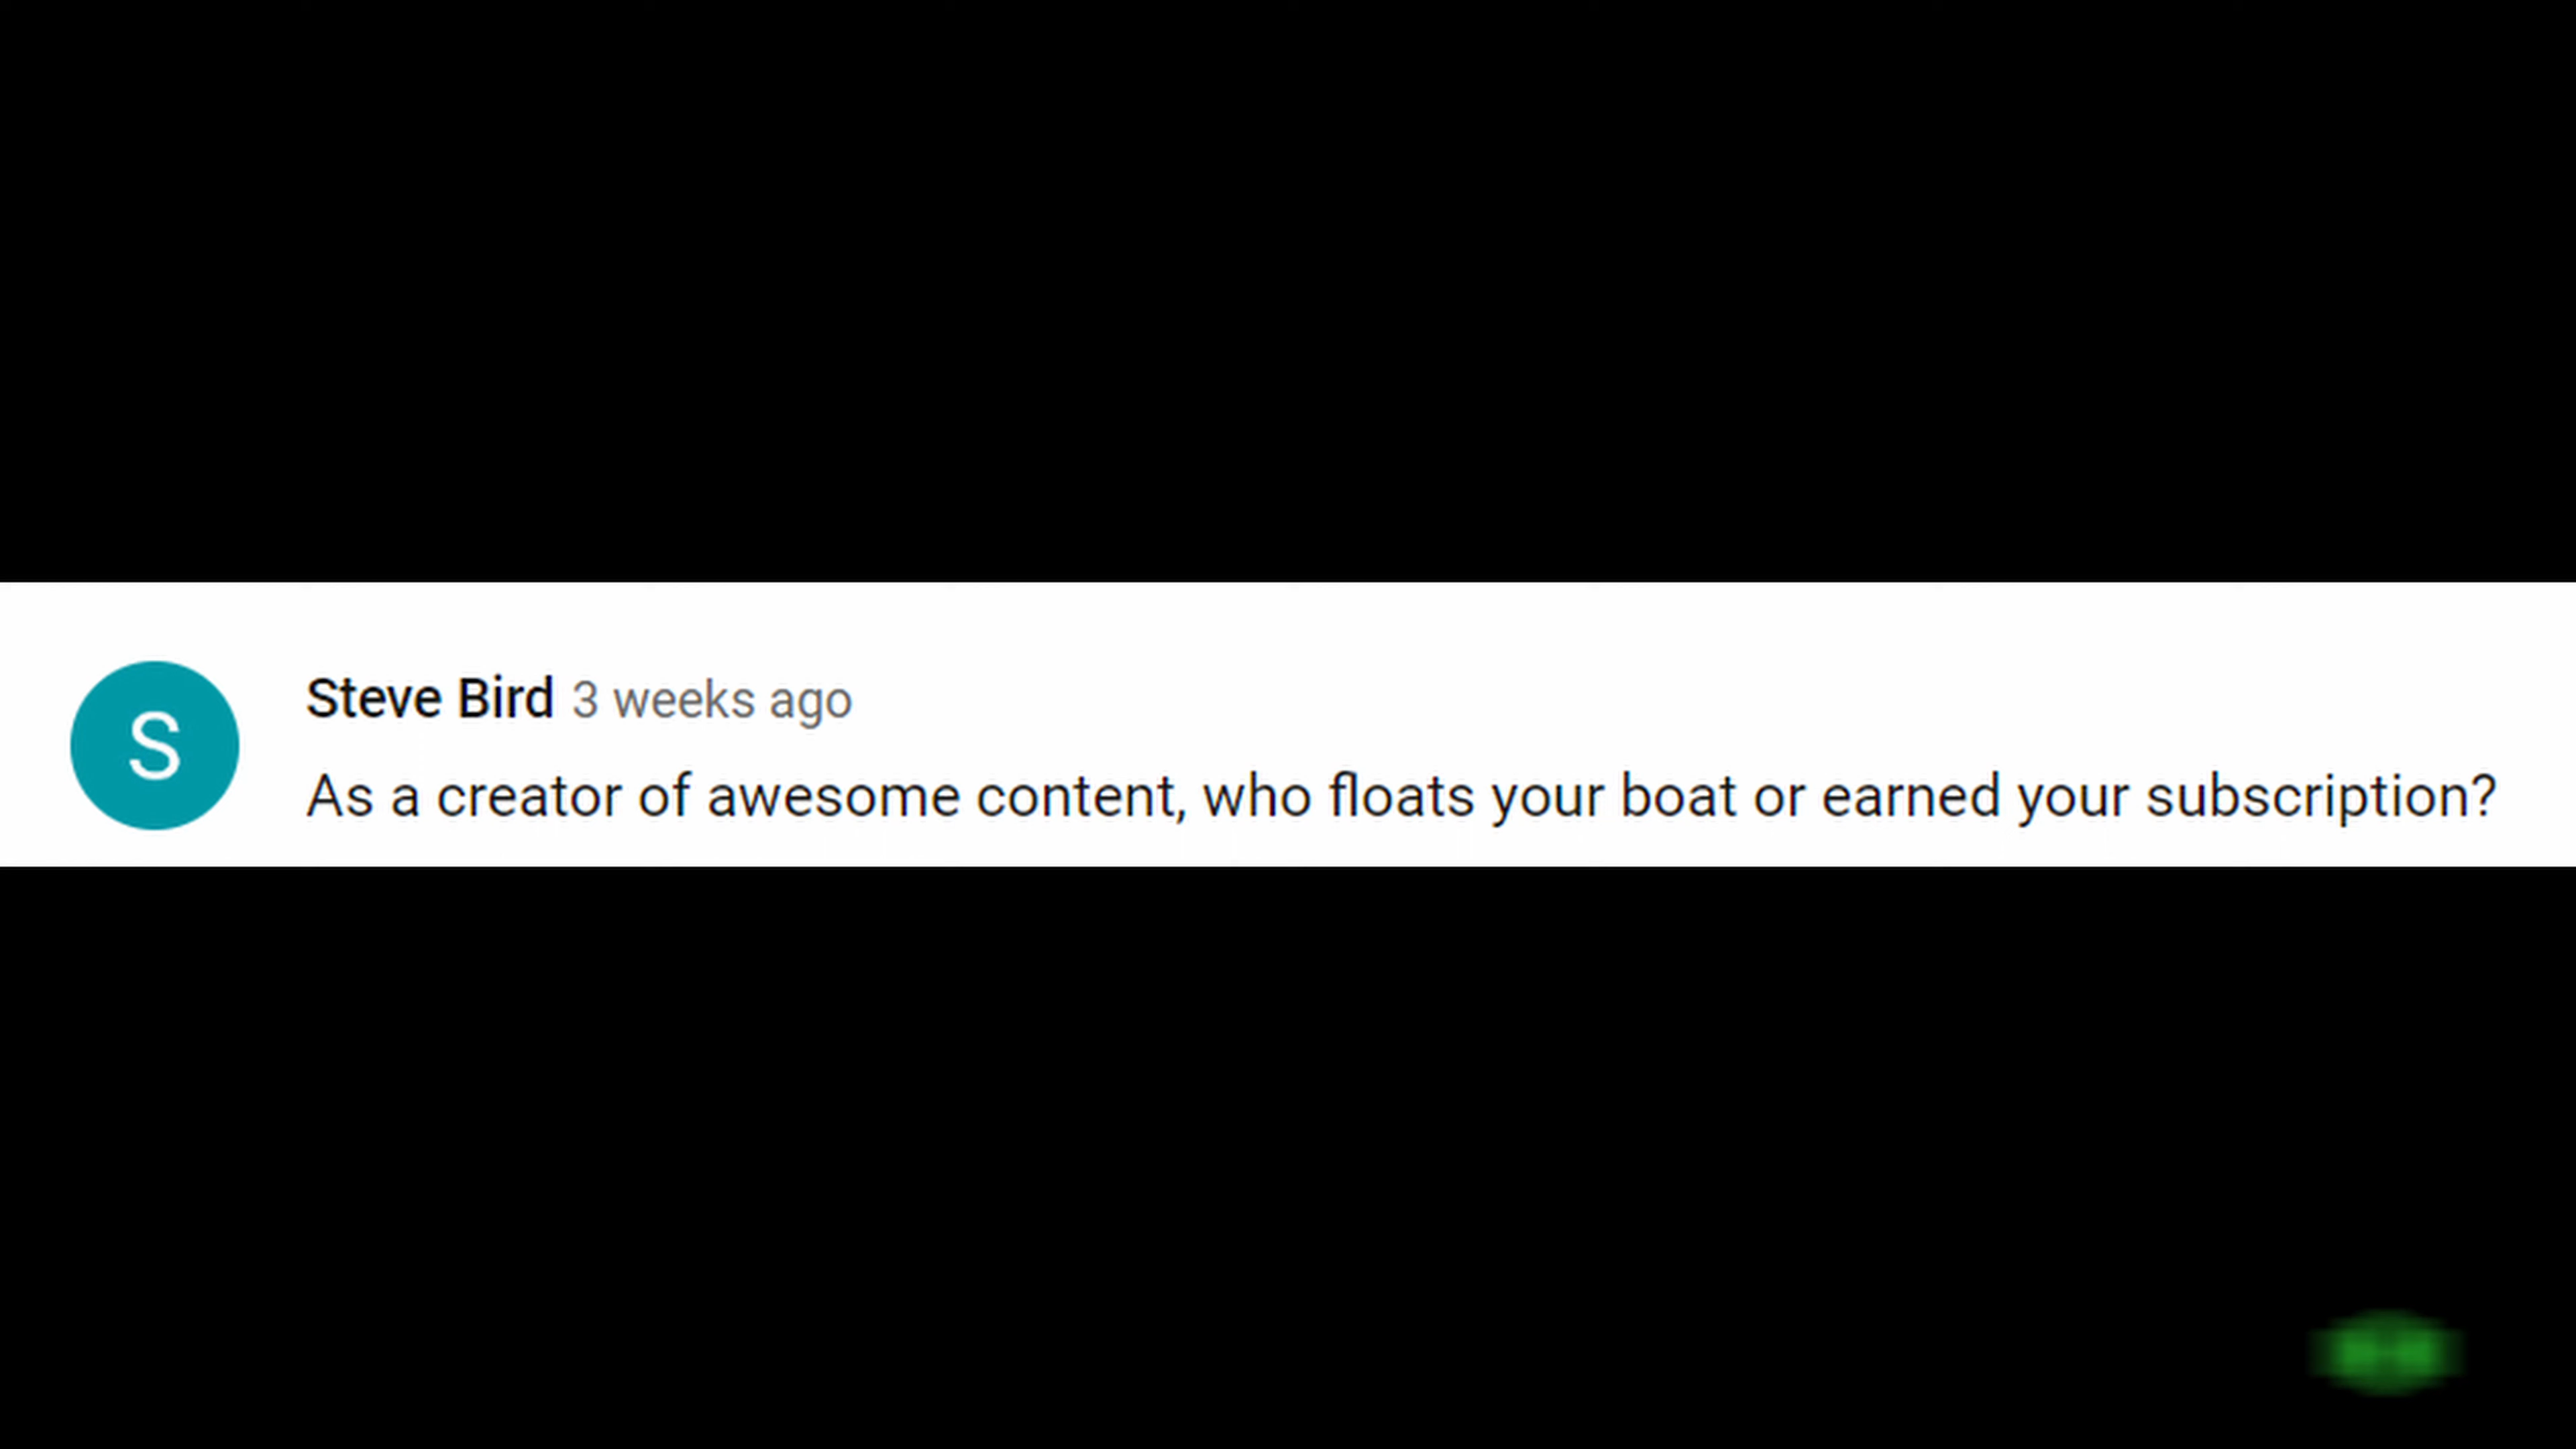 S
Steve Bird 3 weeks ago
As a creator of awesome content, who floats your boat or earned your subscription?